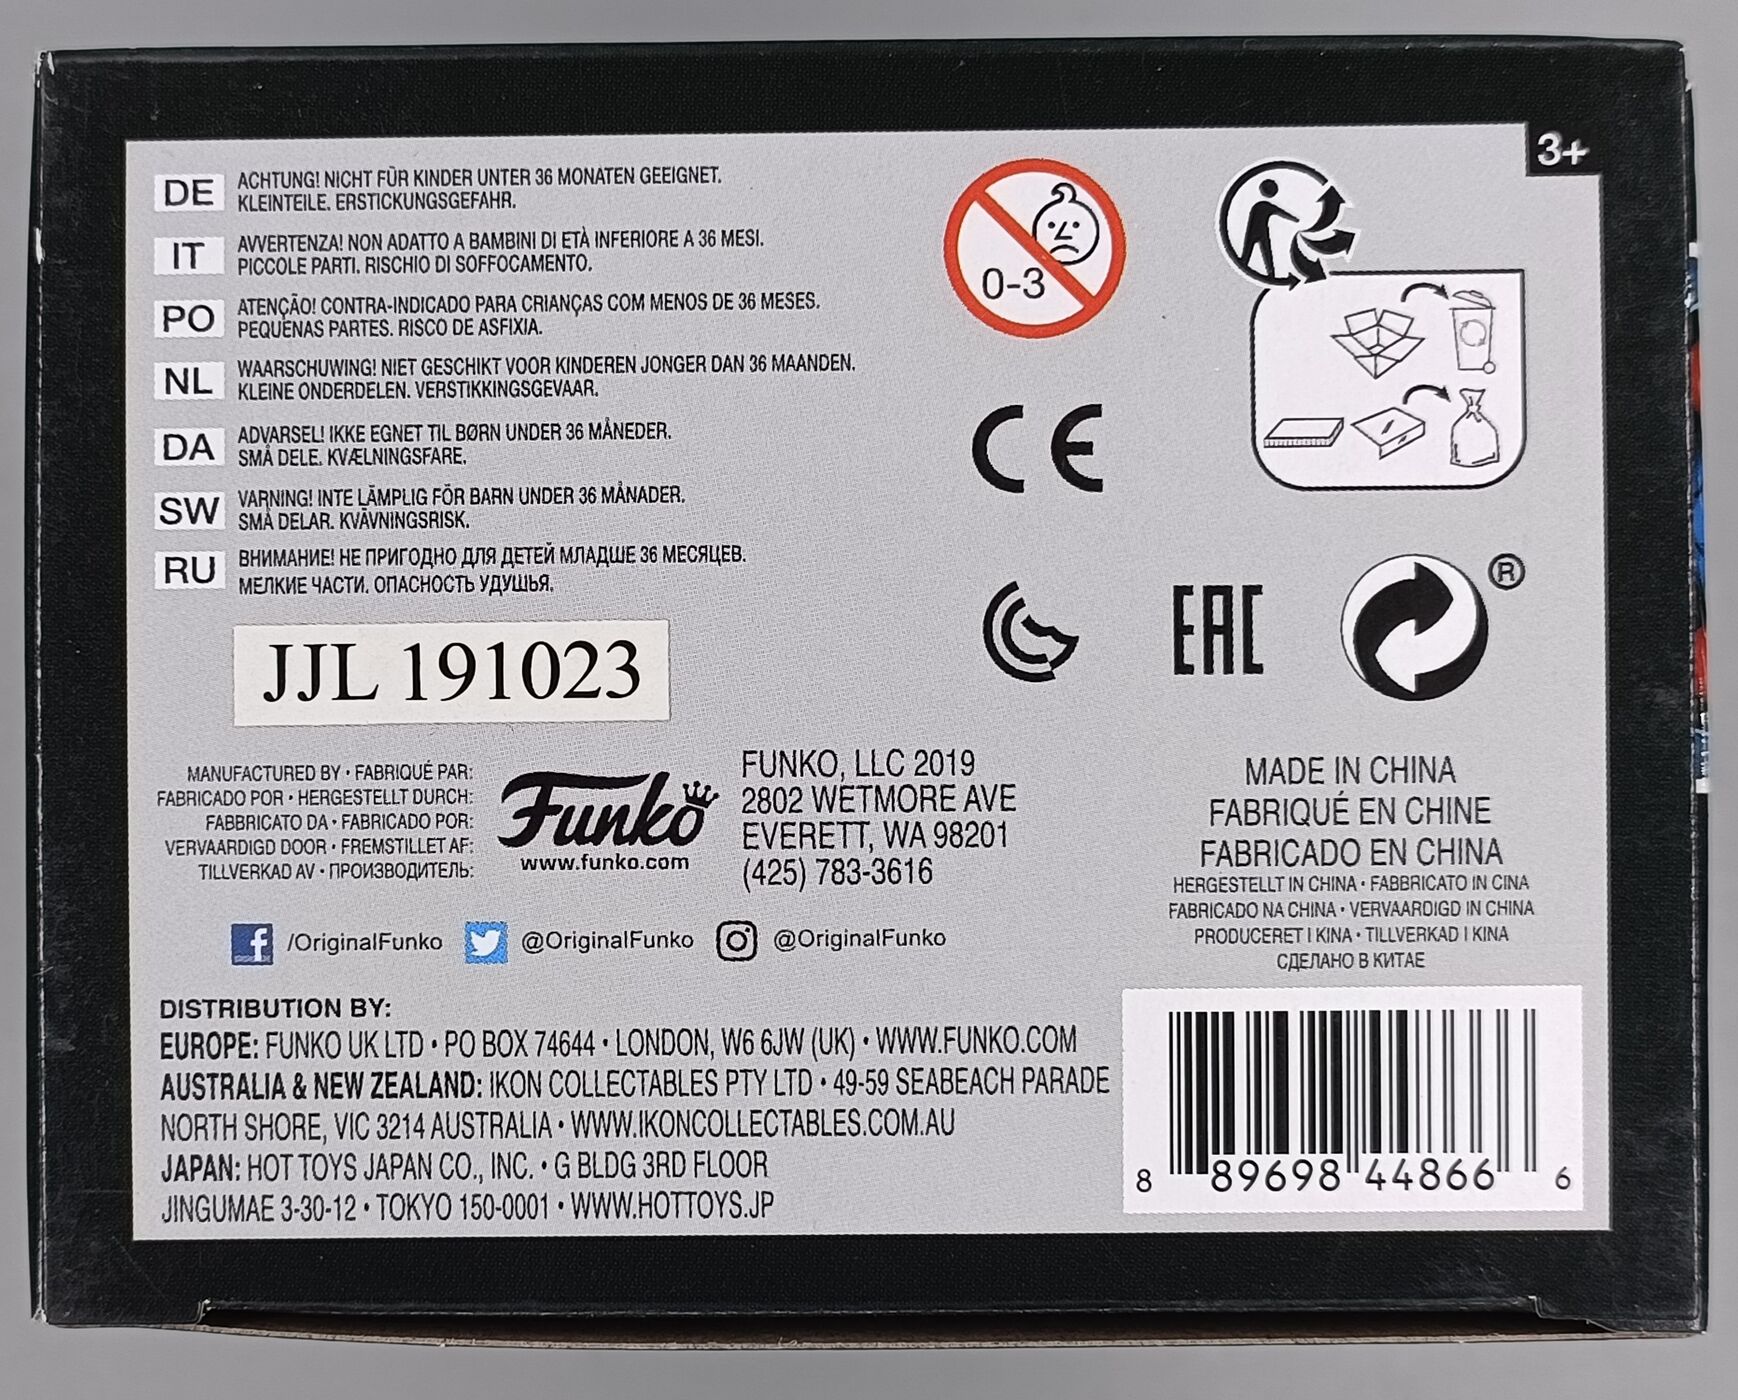 3+
DE
ACHTUNG! NICHT FÜR KINDER UNTER 36 MONATEN GEEIGNET.
KLEINTEILE. ERSTICKUNGSGEFAHR.
IT
AVVERTENZA! NON ADATTO A BAMBINI DI ETÀ INFERIORE A 36 MESI.
PICCOLE PARTI. RISCHIO DI SOFFOCAMENTO.
PO
ATENÇÃO! CONTRA-INDICADO PARA CRIANÇAS COM MENOS DE 36 MESES.
PEQUENAS PARTES. RISCO DE ASFIXIA.
NL
WAARSCHUWING! NIET GESCHIKT VOOR KINDEREN JONGER DAN 36 MAANDEN.
KLEINE ONDERDELEN. VERSTIKKINGSGEVAAR.
DA
ADVARSEL! IKKE EGNET TIL BØRN UNDER 36 MÅNEDER.
SMÅ DELE. KVÆLNINGSFARE.
SW
VARNING! INTE LÄMPLIG FÖR BARN UNDER 36 MÅNADER.
SMÅ DELAR. KVÄVNINGSRISK.
RU
ВНИМАНИЕ! НЕ ПРИГОДНО ДЛЯ ДЕТЕЙ МЛАДШЕ 36 МЕСЯЦЕВ.
МЕЛКИЕ ЧАСТИ. ОПАСНОСТЬ УДУШЬЯ.
0-3
CE
EAC
®
JJL 191023
MANUFACTURED BY • FABRIQUÉ PAR:
FABRICADO POR • HERGESTELLT DURCH:
FABBRICATO DA • FABRICADO POR:
VERVAARDIGD DOOR • FREMSTILLET AF:
TILLVERKAD AV • ПРОИЗВОДИТЕЛЬ:
Funko
www.funko.com
FUNKO, LLC 2019
2802 WETMORE AVE
EVERETT, WA 98201
(425) 783-3616
MADE IN CHINA
FABRIQUÉ EN CHINE
FABRICADO EN CHINA
HERGESTELLT IN CHINA • FABBRICATO IN CINA
FABRICADO NA CHINA • VERVAARDIGD IN CHINA
PRODUCERET I KINA • TILLVERKAD I KINA
СДЕЛАНО В КИТАЕ
f /OriginalFunko @OriginalFunko @OriginalFunko
DISTRIBUTION BY:
EUROPE: FUNKO UK LTD • PO BOX 74644 • LONDON, W6 6JW (UK) • WWW.FUNKO.COM
AUSTRALIA & NEW ZEALAND: IKON COLLECTABLES PTY LTD • 49-59 SEABEACH PARADE
NORTH SHORE, VIC 3214 AUSTRALIA • WWW.IKONCOLLECTABLES.COM.AU
JAPAN: HOT TOYS JAPAN CO., INC. • G BLDG 3RD FLOOR
JINGUMAE 3-30-12 • TOKYO 150-0001 • WWW.HOTTOYS.JP
8 89698 44866 6